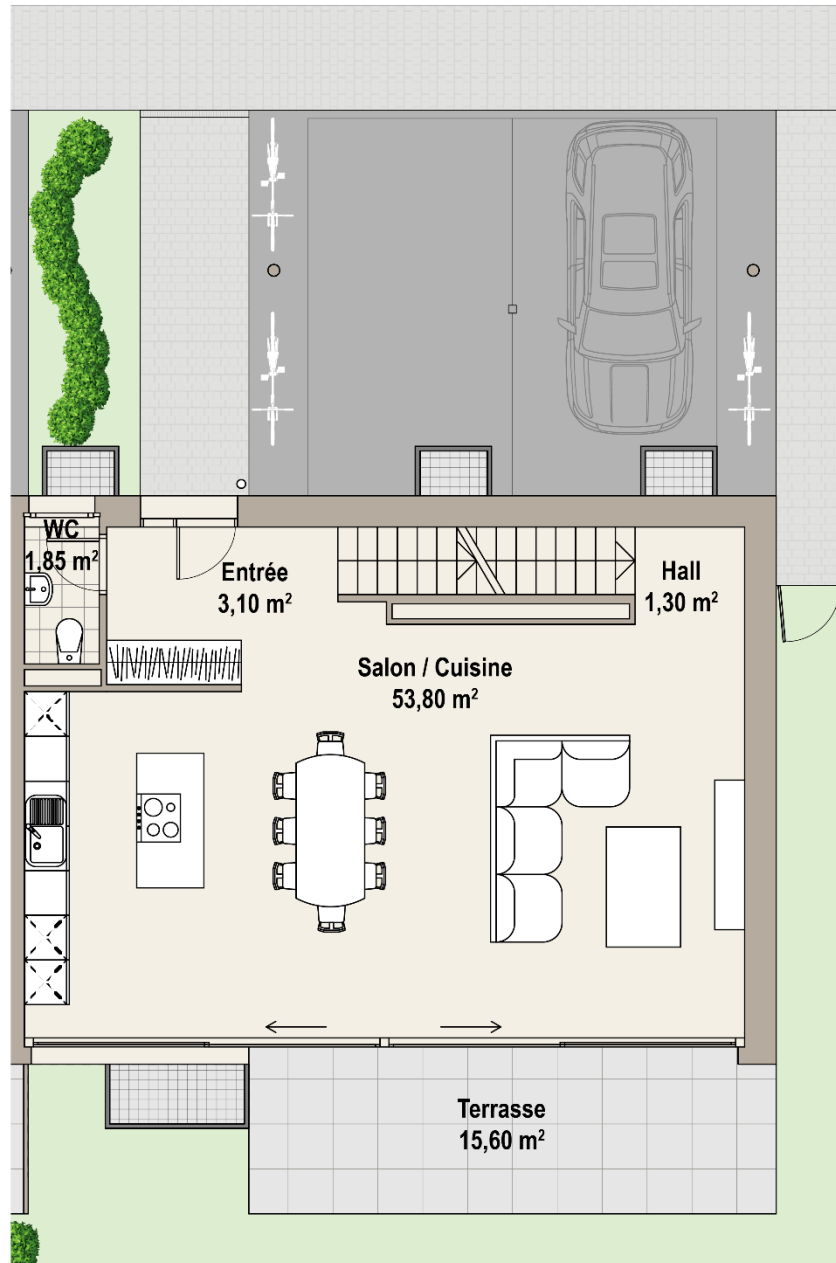 WC
1,85 m²
Entrée
3,10 m²
Hall
1,30 m²
Salon / Cuisine
53,80 m²
Terrasse
15,60 m²